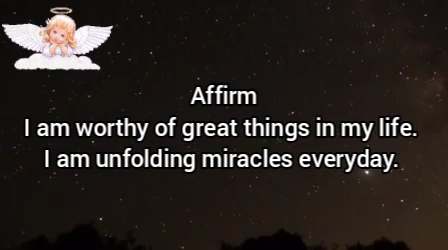 Affirm
I am worthy of great things in my life.
I am unfolding miracles everyday.